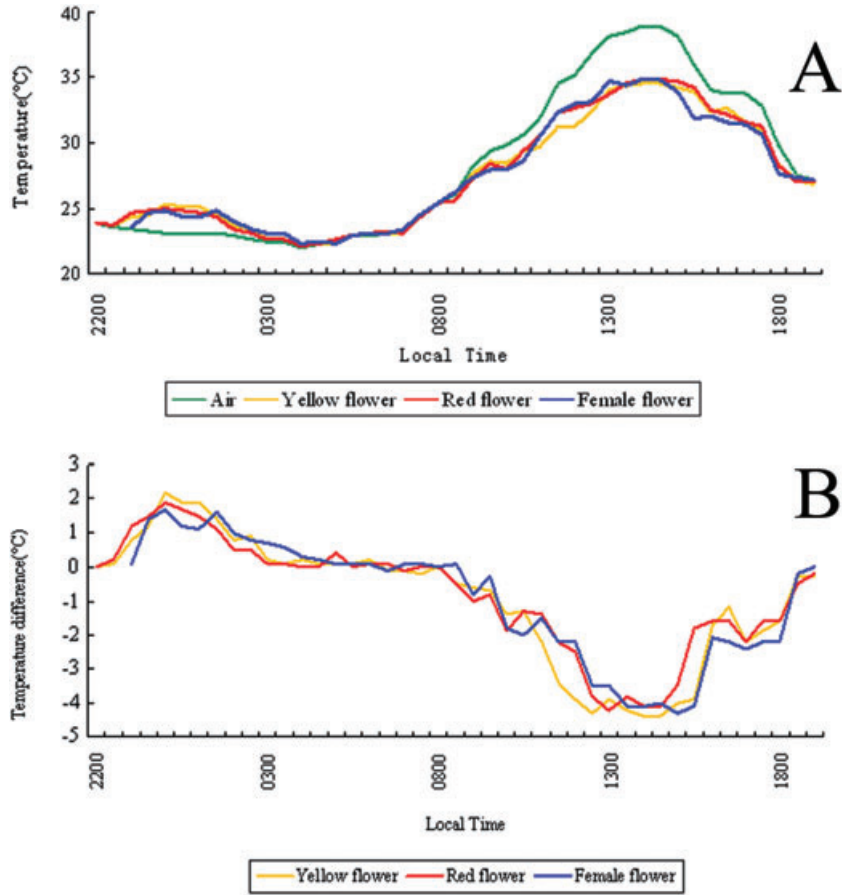 A
40
35
30
25
20
Temperature(°C)
2200 0300 0800 1300 1800
Local Time
Air Yellow flower Red flower Female flower
B
3
2
1
0
-1
-2
-3
-4
-5
Temperature difference(°C)
2200 0300 0800 1300 1800
Local Time
Yellow flower Red flower Female flower